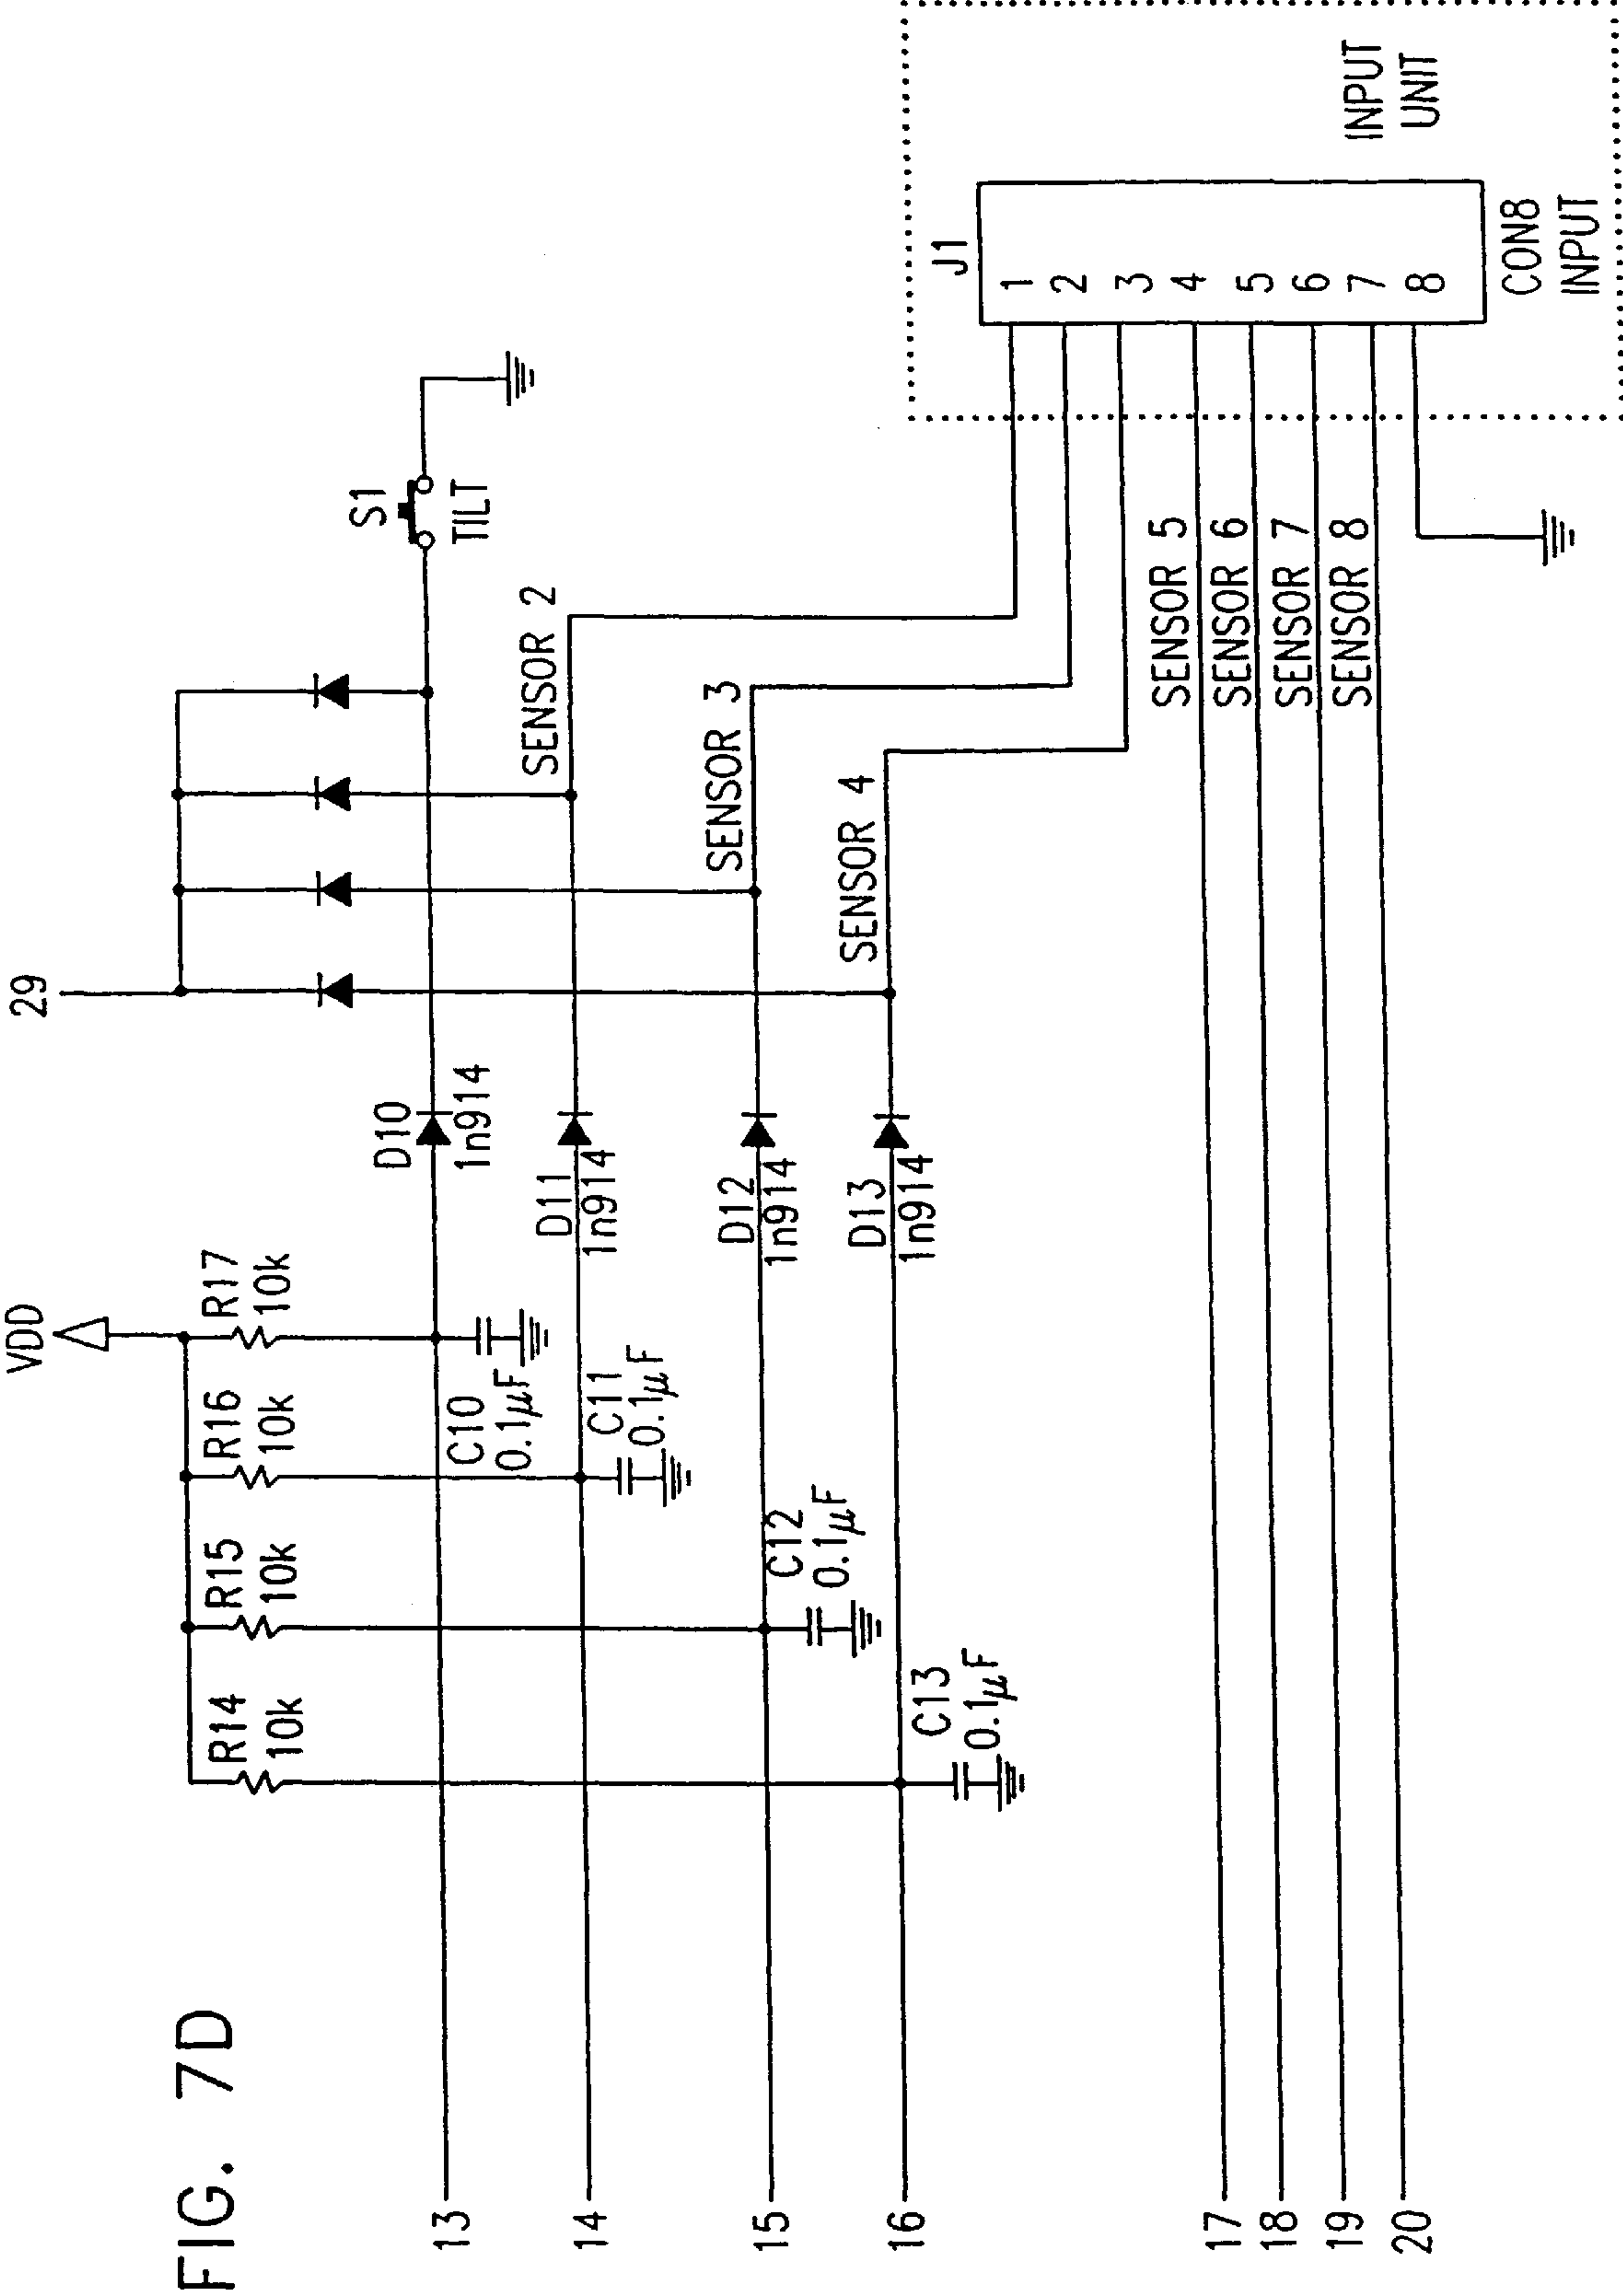 FIG. 7D
VDD
29
R14
10k
R15
10k
R16
10k
R17
10k
D10
1n914
S1
TILT
13
C10
0.1µF
D11
1n914
SENSOR 2
14
C11
0.1µF
D12
1n914
SENSOR 3
15
C12
0.1µF
D13
1n914
SENSOR 4
16
C13
0.1µF
J1
1
2
3
4
5
6
7
8
INPUT
UNIT
CON8
INPUT
SENSOR 5
17
SENSOR 6
18
SENSOR 7
19
SENSOR 8
20